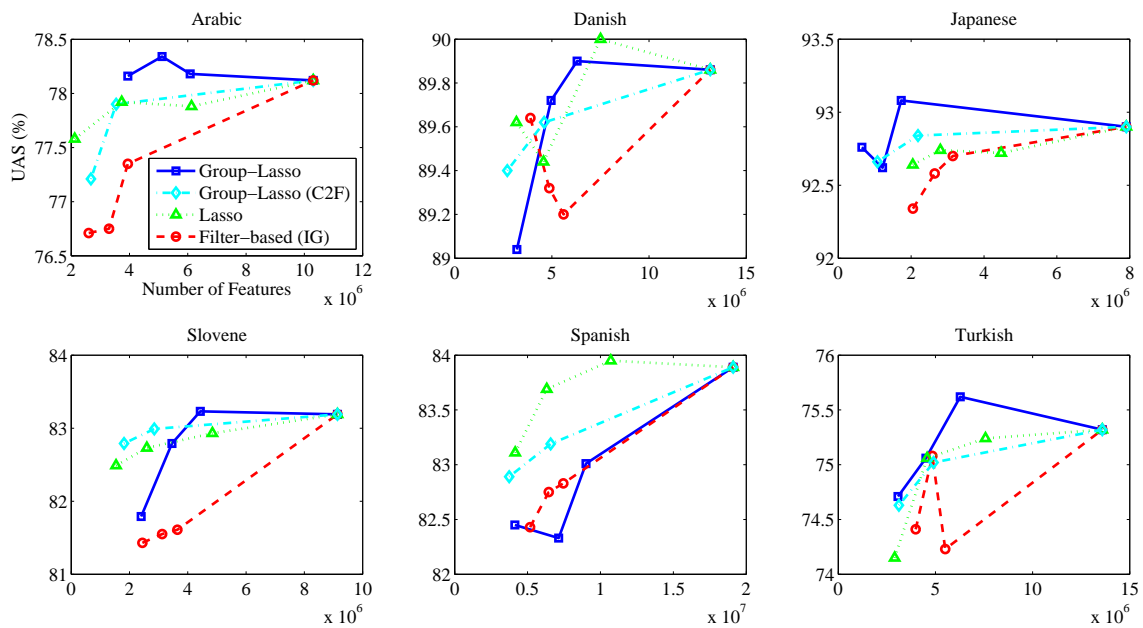 Arabic
78.5
78
77.5
77
76.5
UAS (%)
2 4 6 8 10 12
Number of Features
x 10^6
Group−Lasso
Group−Lasso (C2F)
Lasso
Filter−based (IG)
Danish
90
89.8
89.6
89.4
89.2
89
0 5 10 15
x 10^6
Japanese
93.5
93
92.5
92
0 2 4 6 8
x 10^6
Slovene
84
83
82
81
0 2 4 6 8 10
x 10^6
Spanish
84
83.5
83
82.5
82
0 0.5 1 1.5 2
x 10^7
Turkish
76
75.5
75
74.5
74
0 5 10 15
x 10^6